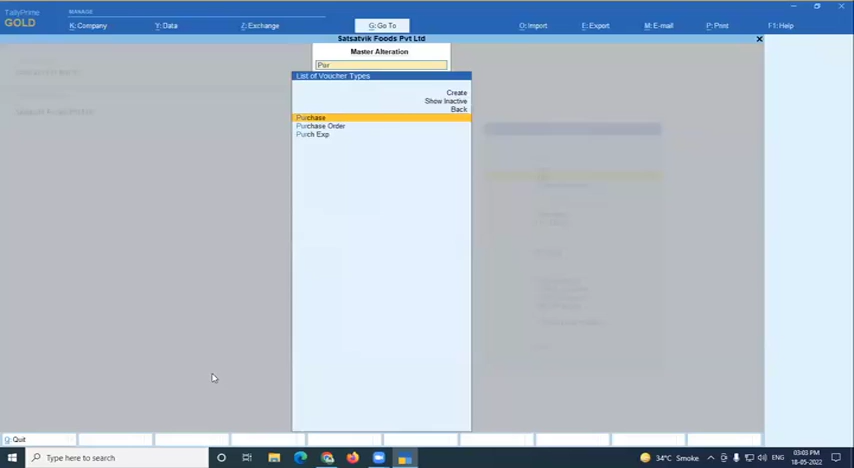 TallyPrime
GOLD
MANAGE
K: Company
Y: Data
Z: Exchange
G: Go To
O: Import
E: Export
M: E-mail
P: Print
F1: Help
Satsatvik Foods Pvt Ltd
Master Alteration
Pur
List of Voucher Types
Create
Show Inactive
Back
Purchase
Purchase Order
Purch Exp
Q: Quit
Type here to search
34°C Smoke
ENG
03:03 PM
18-05-2022